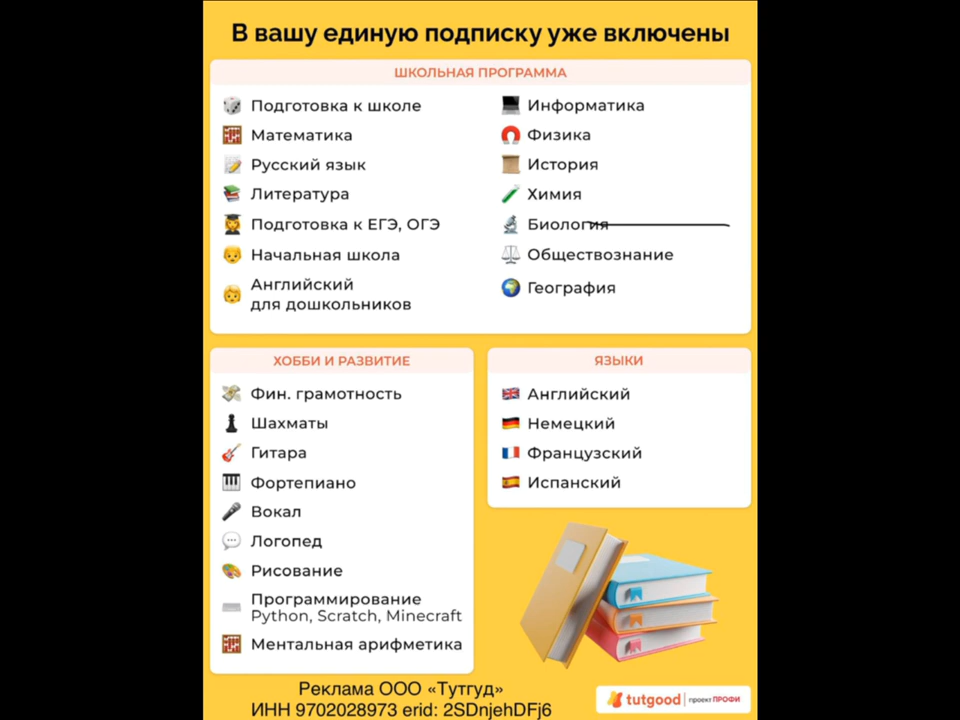 В вашу единую подписку уже включены
ШКОЛЬНАЯ ПРОГРАММА
Подготовка к школе
Математика
Русский язык
Литература
Подготовка к ЕГЭ, ОГЭ
Начальная школа
Английский
для дошкольников
Информатика
Физика
История
Химия
Биология
Обществознание
География
ХОББИ И РАЗВИТИЕ
Фин. грамотность
Шахматы
Гитара
Фортепиано
Вокал
Логопед
Рисование
Программирование
Python, Scratch, Minecraft
Ментальная арифметика
ЯЗЫКИ
Английский
Немецкий
Французский
Испанский
Реклама ООО «Тутгуд»
ИНН 9702028973 erid: 2SDnjehDFj6
tutgood | проект ПРОФИ